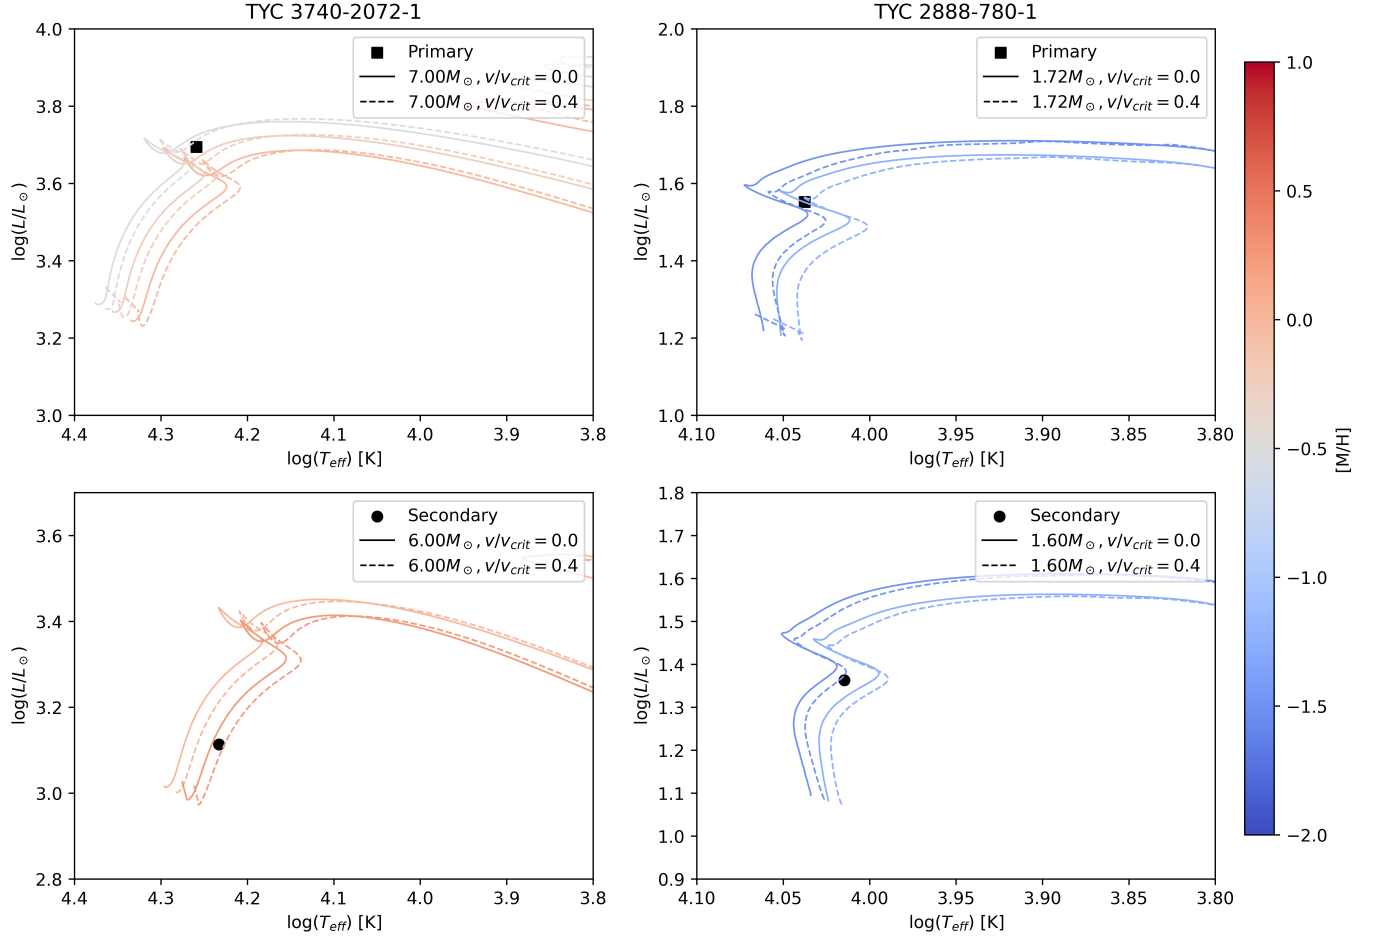 TYC 3740-2072-1
4.0
3.8
3.6
3.4
3.2
3.0
log(L/L⊙)
4.4 4.3 4.2 4.1 4.0 3.9 3.8
log(Teff) [K]
Primary
7.00M⊙, v/vcrit = 0.0
7.00M⊙, v/vcrit = 0.4
TYC 2888-780-1
2.0
1.8
1.6
1.4
1.2
1.0
log(L/L⊙)
4.10 4.05 4.00 3.95 3.90 3.85 3.80
log(Teff) [K]
Primary
1.72M⊙, v/vcrit = 0.0
1.72M⊙, v/vcrit = 0.4
3.6
3.4
3.2
3.0
2.8
log(L/L⊙)
4.4 4.3 4.2 4.1 4.0 3.9 3.8
log(Teff) [K]
Secondary
6.00M⊙, v/vcrit = 0.0
6.00M⊙, v/vcrit = 0.4
1.8
1.7
1.6
1.5
1.4
1.3
1.2
1.1
1.0
0.9
log(L/L⊙)
4.10 4.05 4.00 3.95 3.90 3.85 3.80
log(Teff) [K]
Secondary
1.60M⊙, v/vcrit = 0.0
1.60M⊙, v/vcrit = 0.4
1.0
0.5
0.0
−0.5
−1.0
−1.5
−2.0
[M/H]